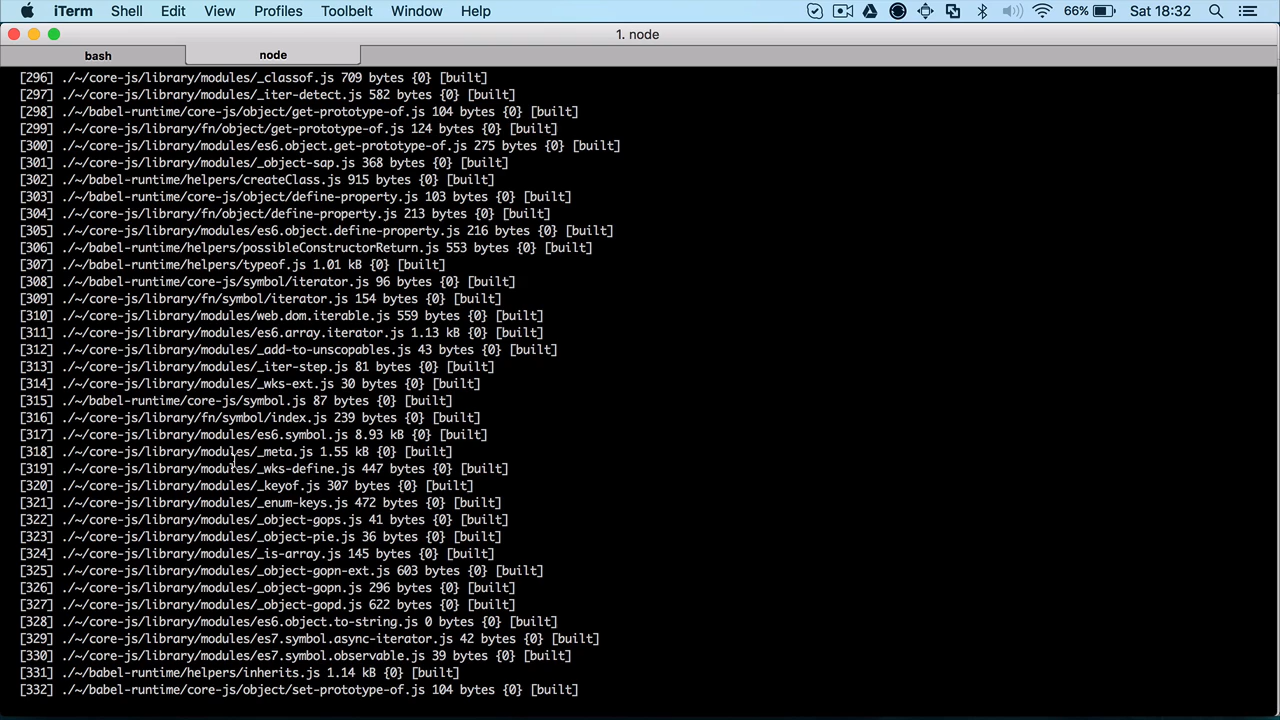 iTerm Shell Edit View Profiles Toolbelt Window Help 66% Sat 18:32
1. node
bash node
[296] ./~/core-js/library/modules/_classof.js 709 bytes {0} [built]
[297] ./~/core-js/library/modules/_iter-detect.js 582 bytes {0} [built]
[298] ./~/babel-runtime/core-js/object/get-prototype-of.js 104 bytes {0} [built]
[299] ./~/core-js/library/fn/object/get-prototype-of.js 124 bytes {0} [built]
[300] ./~/core-js/library/modules/es6.object.get-prototype-of.js 275 bytes {0} [built]
[301] ./~/core-js/library/modules/_object-sap.js 368 bytes {0} [built]
[302] ./~/babel-runtime/helpers/createClass.js 915 bytes {0} [built]
[303] ./~/babel-runtime/core-js/object/define-property.js 103 bytes {0} [built]
[304] ./~/core-js/library/fn/object/define-property.js 213 bytes {0} [built]
[305] ./~/core-js/library/modules/es6.object.define-property.js 216 bytes {0} [built]
[306] ./~/babel-runtime/helpers/possibleConstructorReturn.js 553 bytes {0} [built]
[307] ./~/babel-runtime/helpers/typeof.js 1.01 kB {0} [built]
[308] ./~/babel-runtime/core-js/symbol/iterator.js 96 bytes {0} [built]
[309] ./~/core-js/library/fn/symbol/iterator.js 154 bytes {0} [built]
[310] ./~/core-js/library/modules/web.dom.iterable.js 559 bytes {0} [built]
[311] ./~/core-js/library/modules/es6.array.iterator.js 1.13 kB {0} [built]
[312] ./~/core-js/library/modules/_add-to-unscopables.js 43 bytes {0} [built]
[313] ./~/core-js/library/modules/_iter-step.js 81 bytes {0} [built]
[314] ./~/core-js/library/modules/_wks-ext.js 30 bytes {0} [built]
[315] ./~/babel-runtime/core-js/symbol.js 87 bytes {0} [built]
[316] ./~/core-js/library/fn/symbol/index.js 239 bytes {0} [built]
[317] ./~/core-js/library/modules/es6.symbol.js 8.93 kB {0} [built]
[318] ./~/core-js/library/modules/_meta.js 1.55 kB {0} [built]
[319] ./~/core-js/library/modules/_wks-define.js 447 bytes {0} [built]
[320] ./~/core-js/library/modules/_keyof.js 307 bytes {0} [built]
[321] ./~/core-js/library/modules/_enum-keys.js 472 bytes {0} [built]
[322] ./~/core-js/library/modules/_object-gops.js 41 bytes {0} [built]
[323] ./~/core-js/library/modules/_object-pie.js 36 bytes {0} [built]
[324] ./~/core-js/library/modules/_is-array.js 145 bytes {0} [built]
[325] ./~/core-js/library/modules/_object-gopn-ext.js 603 bytes {0} [built]
[326] ./~/core-js/library/modules/_object-gopn.js 296 bytes {0} [built]
[327] ./~/core-js/library/modules/_object-gopd.js 622 bytes {0} [built]
[328] ./~/core-js/library/modules/es6.object.to-string.js 0 bytes {0} [built]
[329] ./~/core-js/library/modules/es7.symbol.async-iterator.js 42 bytes {0} [built]
[330] ./~/core-js/library/modules/es7.symbol.observable.js 39 bytes {0} [built]
[331] ./~/babel-runtime/helpers/inherits.js 1.14 kB {0} [built]
[332] ./~/babel-runtime/core-js/object/set-prototype-of.js 104 bytes {0} [built]